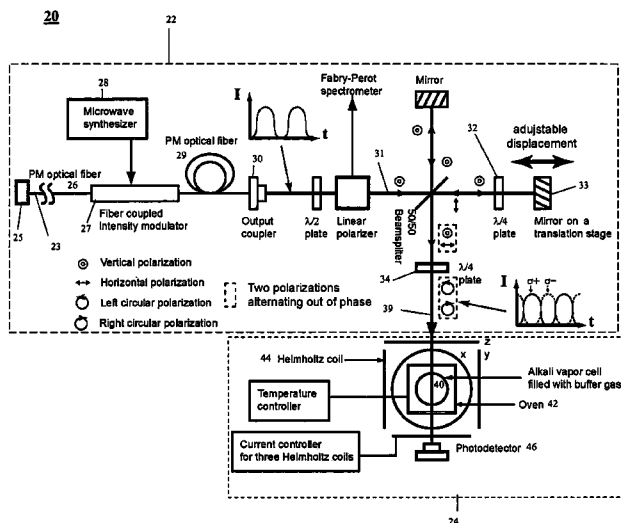 20
22
28
Microwave
synthesizer
Fabry-Perot
spectrometer
Mirror
I
t
PM optical fiber
29
30
31
32
adjustable
displacement
PM optical fiber
26
25
23
27
Fiber coupled
Intensity modulator
Output
coupler
λ/2
plate
Linear
polarizer
50/50
Beamspliter
λ/4
plate
33
Mirror on a
translation stage
Vertical polarization
Horizontal polarization
Left circular polarization
Right circular polarization
Two polarizations
alternating out of phase
34
λ/4
plate
39
I
σ+ σ-
t
44 Helmholtz coil
z
x y
40
Alkali vapor cell
filled with buffer gas
Temperature
controller
Oven 42
Current controller
for three Helmholtz coils
Photodetector 46
24